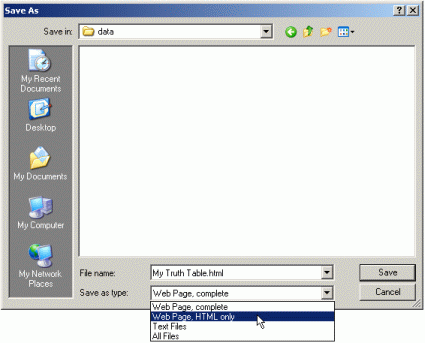 Save As
Save in:
data
My Recent
Documents
Desktop
My Documents
My Computer
My Network
Places
File name:
My Truth Table.html
Save
Save as type:
Web Page, complete
Cancel
Web Page, complete
Web Page, HTML only
Text Files
All Files